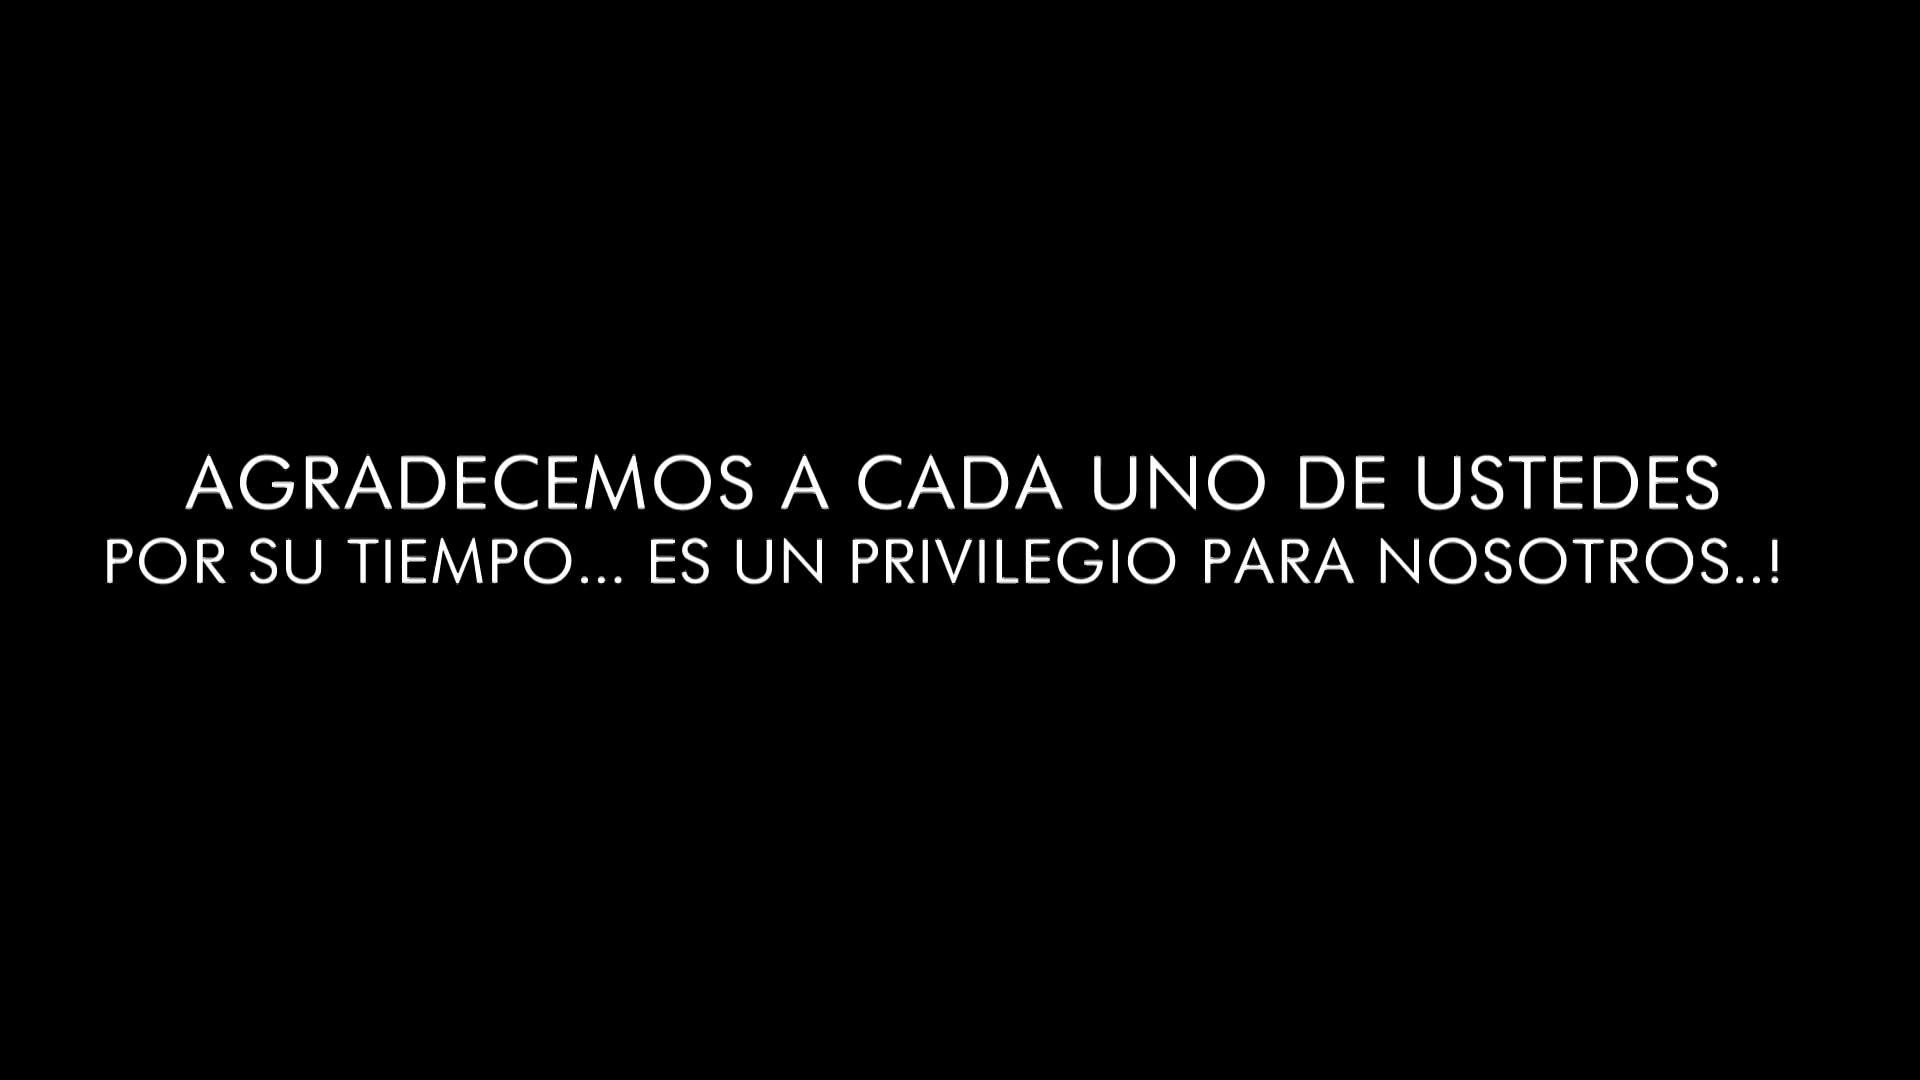 AGRADECEMOS A CADA UNO DE USTEDES
POR SU TIEMPO... ES UN PRIVILEGIO PARA NOSOTROS..!